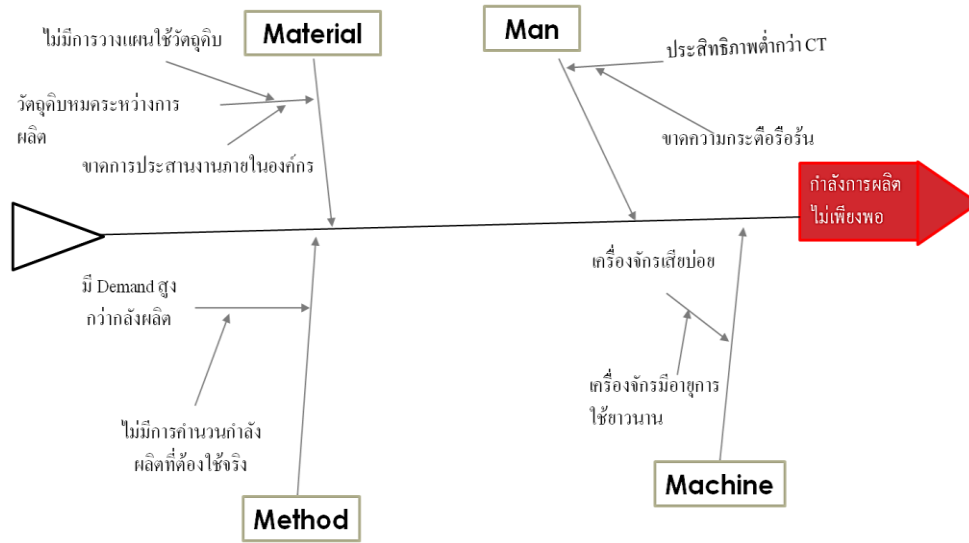 Material
Man
ไม่มีการวางแผนใช้วัตถุดิบ
ประสิทธิภาพต่ำกว่า CT
วัตถุดิบหมดระหว่างการ
ผลิต
ขาดการประสานงานภายในองค์กร
ขาดความกระตือรือร้น
กำลังการผลิต
ไม่เพียงพอ
มี Demand สูง
กว่ากลังผลิต
เครื่องจักรเสียบ่อย
ไม่มีการคำนวนกำลัง
ผลิตที่ต้องใช้จริง
เครื่องจักรมีอายุการ
ใช้ยาวนาน
Method
Machine